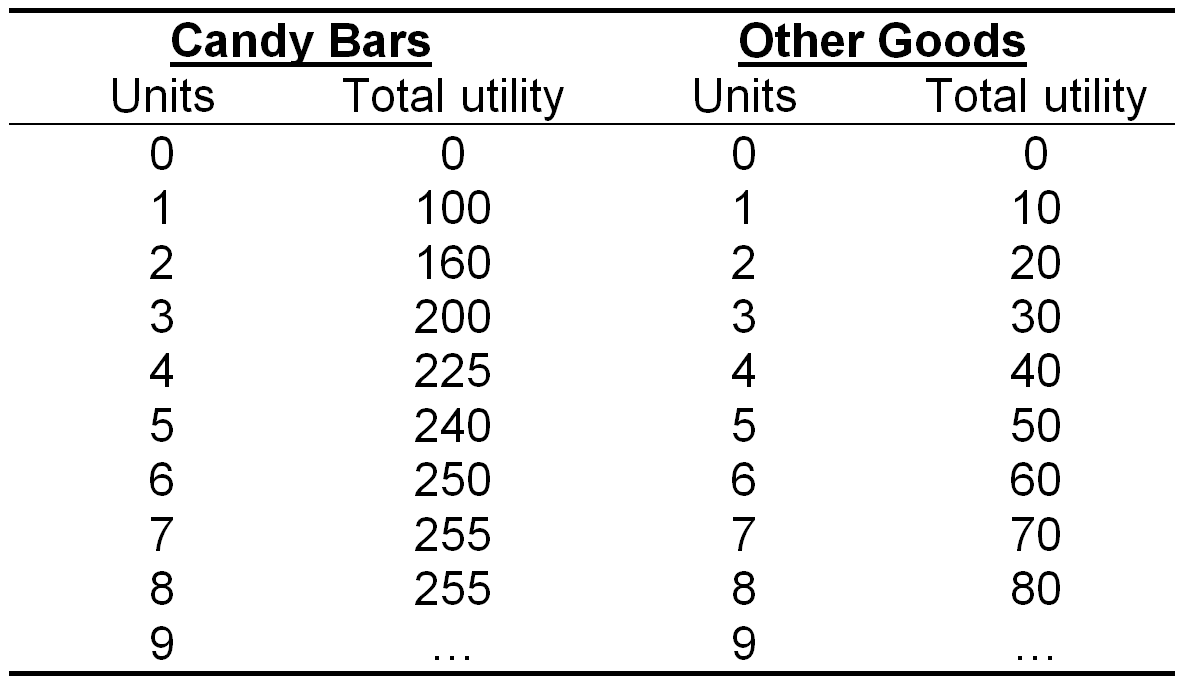 Candy Bars Other Goods
Units Total utility Units Total utility
0 0 0 0
1 100 1 10
2 160 2 20
3 200 3 30
4 225 4 40
5 240 5 50
6 250 6 60
7 255 7 70
8 255 8 80
9 … 9 …